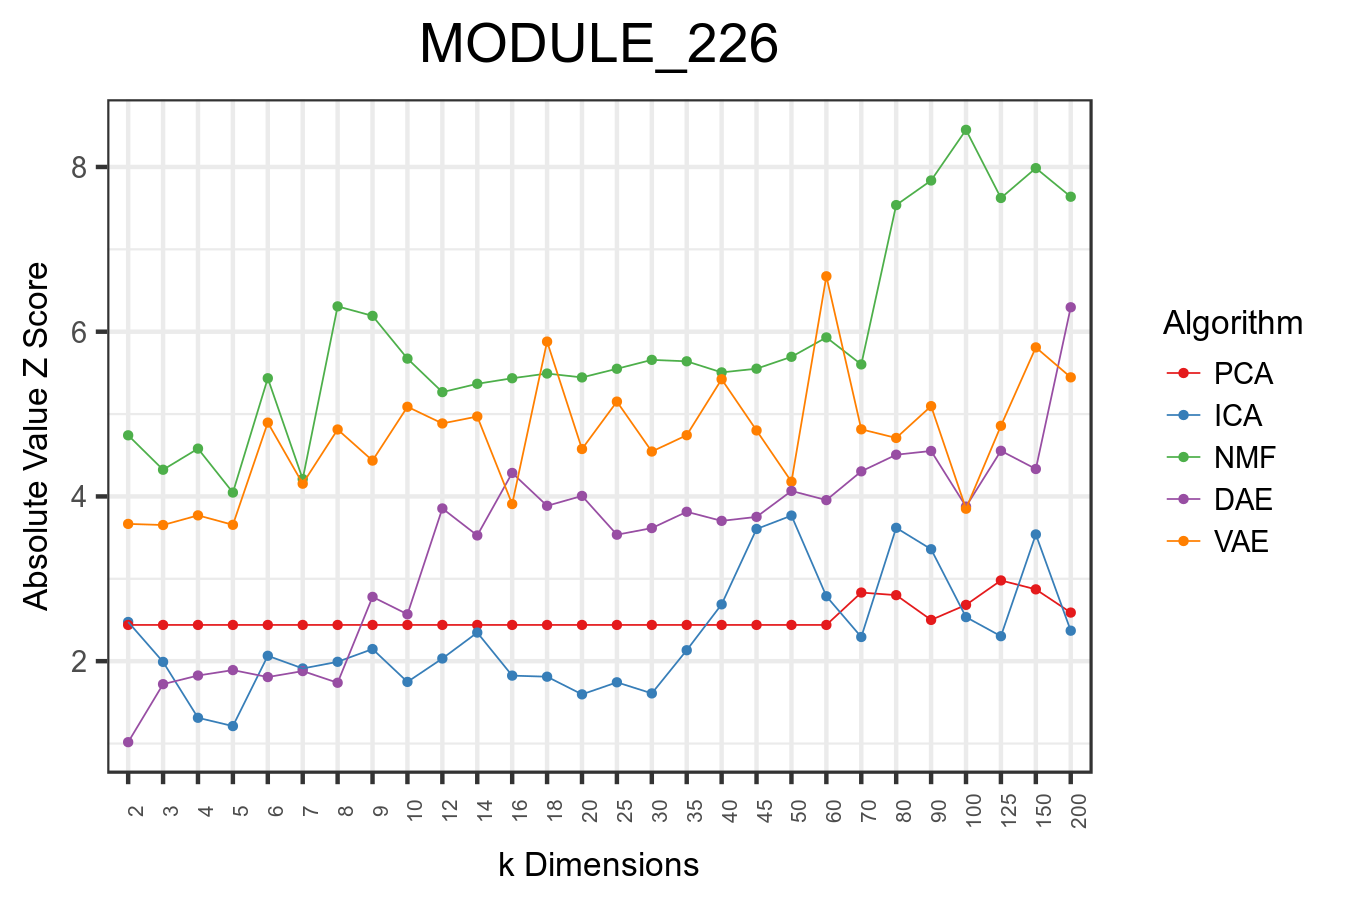 MODULE_226
Absolute Value Z Score
8
6
4
2
2 3 4 5 6 7 8 9 10 12 14 16 18 20 25 30 35 40 45 50 60 70 80 90 100 125 150 200
k Dimensions
Algorithm
PCA
ICA
NMF
DAE
VAE